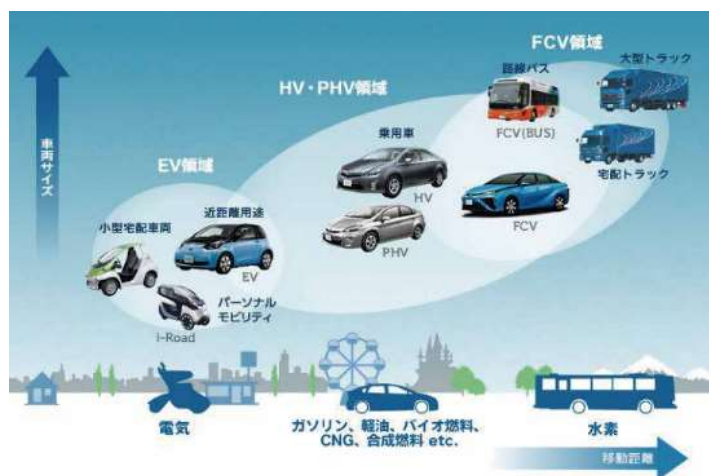 FCV領域
路線バス
大型トラック
HV・PHV領域
FCV(BUS)
乗用車
宅配トラック
車両サイズ
EV領域
HV
近距離用途
小型宅配車両
FCV
PHV
EV
パーソナル
モビリティ
i-Road
電気
ガソリン、軽油、バイオ燃料、
CNG、合成燃料 etc.
水素
移動距離